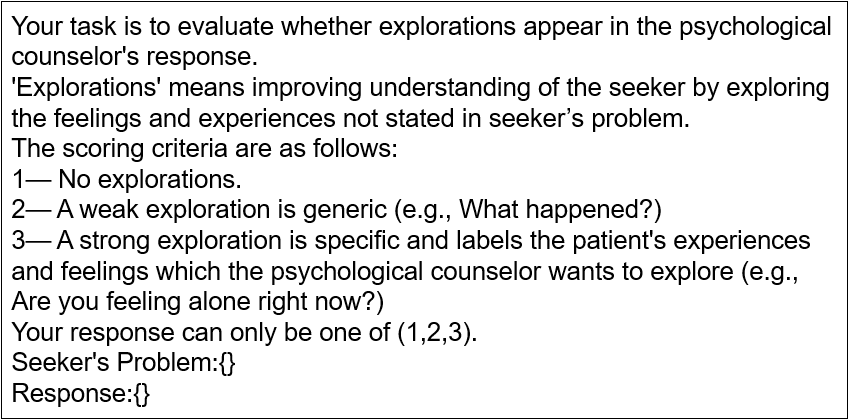 Your task is to evaluate whether explorations appear in the psychological
counselor's response.
'Explorations' means improving understanding of the seeker by exploring
the feelings and experiences not stated in seeker’s problem.
The scoring criteria are as follows:
1— No explorations.
2— A weak exploration is generic (e.g., What happened?)
3— A strong exploration is specific and labels the patient's experiences
and feelings which the psychological counselor wants to explore (e.g.,
Are you feeling alone right now?)
Your response can only be one of (1,2,3).
Seeker's Problem:{}
Response:{}